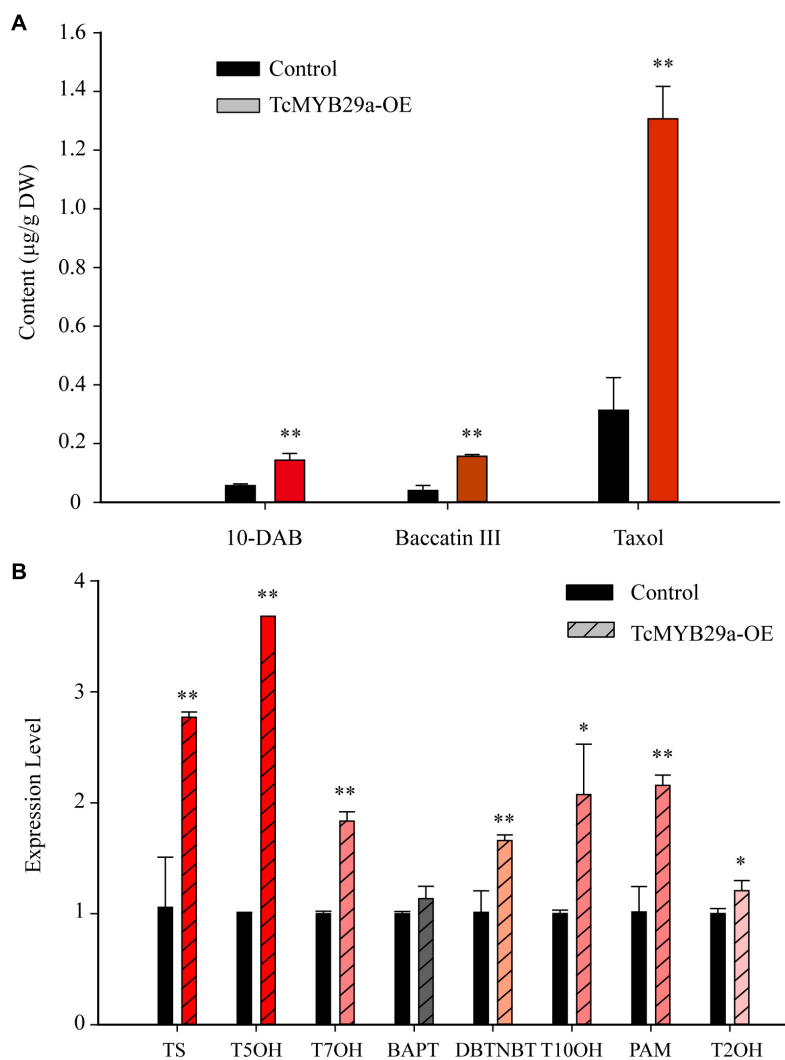 A
1.6
1.4
1.2
1.0
0.8
0.6
0.4
0.2
0
Content (µg/g DW)
Control
TcMYB29a-OE
**
**
**
10-DAB Baccatin III Taxol
B
4
3
2
1
0
Expression Level
Control
TcMYB29a-OE
**
**
**
**
*
**
*
TS T5OH T7OH BAPT DBTNBT T10OH PAM T2OH